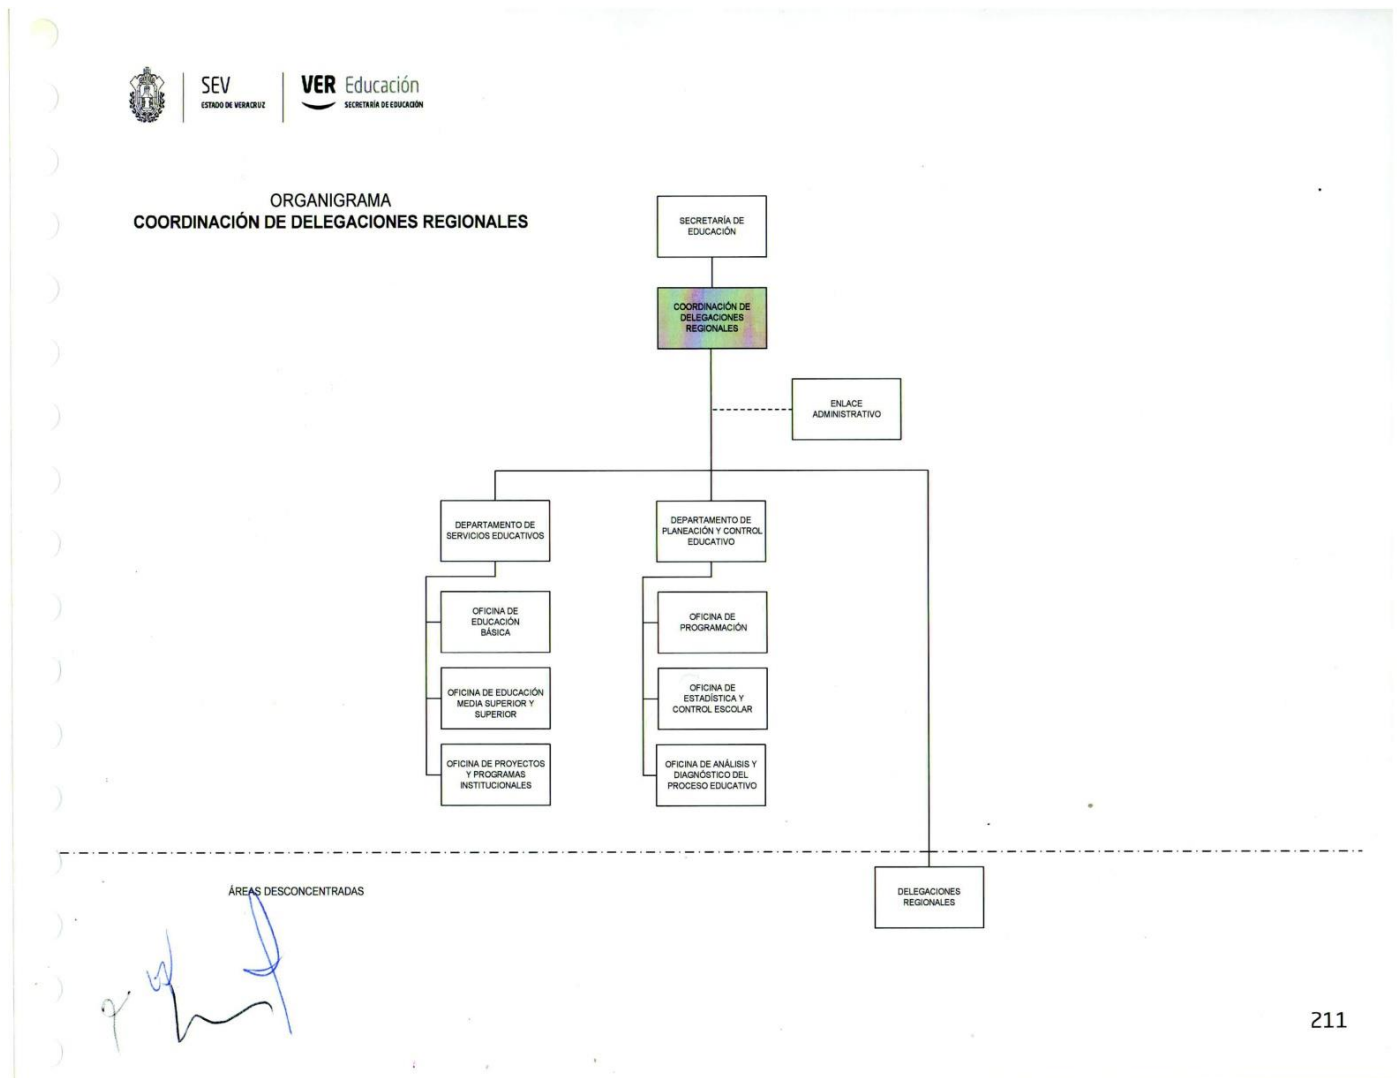 SEV
ESTADO DE VERACRUZ
VER Educación
SECRETARÍA DE EDUCACIÓN
ORGANIGRAMA
COORDINACIÓN DE DELEGACIONES REGIONALES
SECRETARÍA DE
EDUCACIÓN
COORDINACIÓN DE
DELEGACIONES
REGIONALES
ENLACE
ADMINISTRATIVO
DEPARTAMENTO DE
SERVICIOS EDUCATIVOS
OFICINA DE
EDUCACIÓN
BÁSICA
OFICINA DE EDUCACIÓN
MEDIA SUPERIOR Y
SUPERIOR
OFICINA DE PROYECTOS
Y PROGRAMAS
INSTITUCIONALES
DEPARTAMENTO DE
PLANEACIÓN Y CONTROL
EDUCATIVO
OFICINA DE
PROGRAMACIÓN
OFICINA DE
ESTADÍSTICA Y
CONTROL ESCOLAR
OFICINA DE ANÁLISIS Y
DIAGNÓSTICO DEL
PROCESO EDUCATIVO
ÁREAS DESCONCENTRADAS
DELEGACIONES
REGIONALES
211